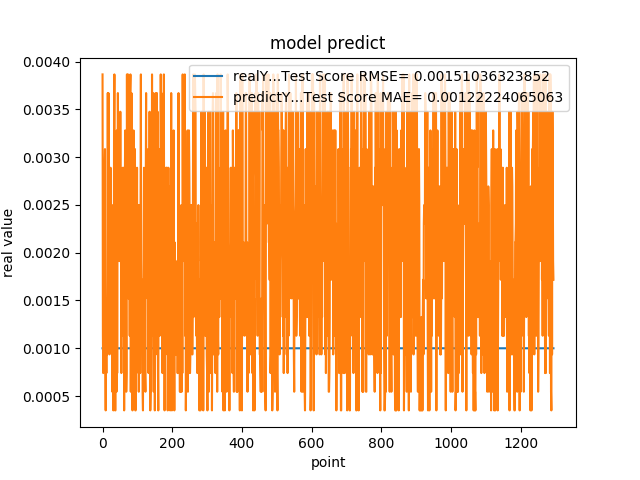 model predict
realY...Test Score RMSE= 0.00151036323852
predictY...Test Score MAE= 0.00122224065063
0.0040
0.0035
0.0030
0.0025
0.0020
0.0015
0.0010
0.0005
real value
0 200 400 600 800 1000 1200
point